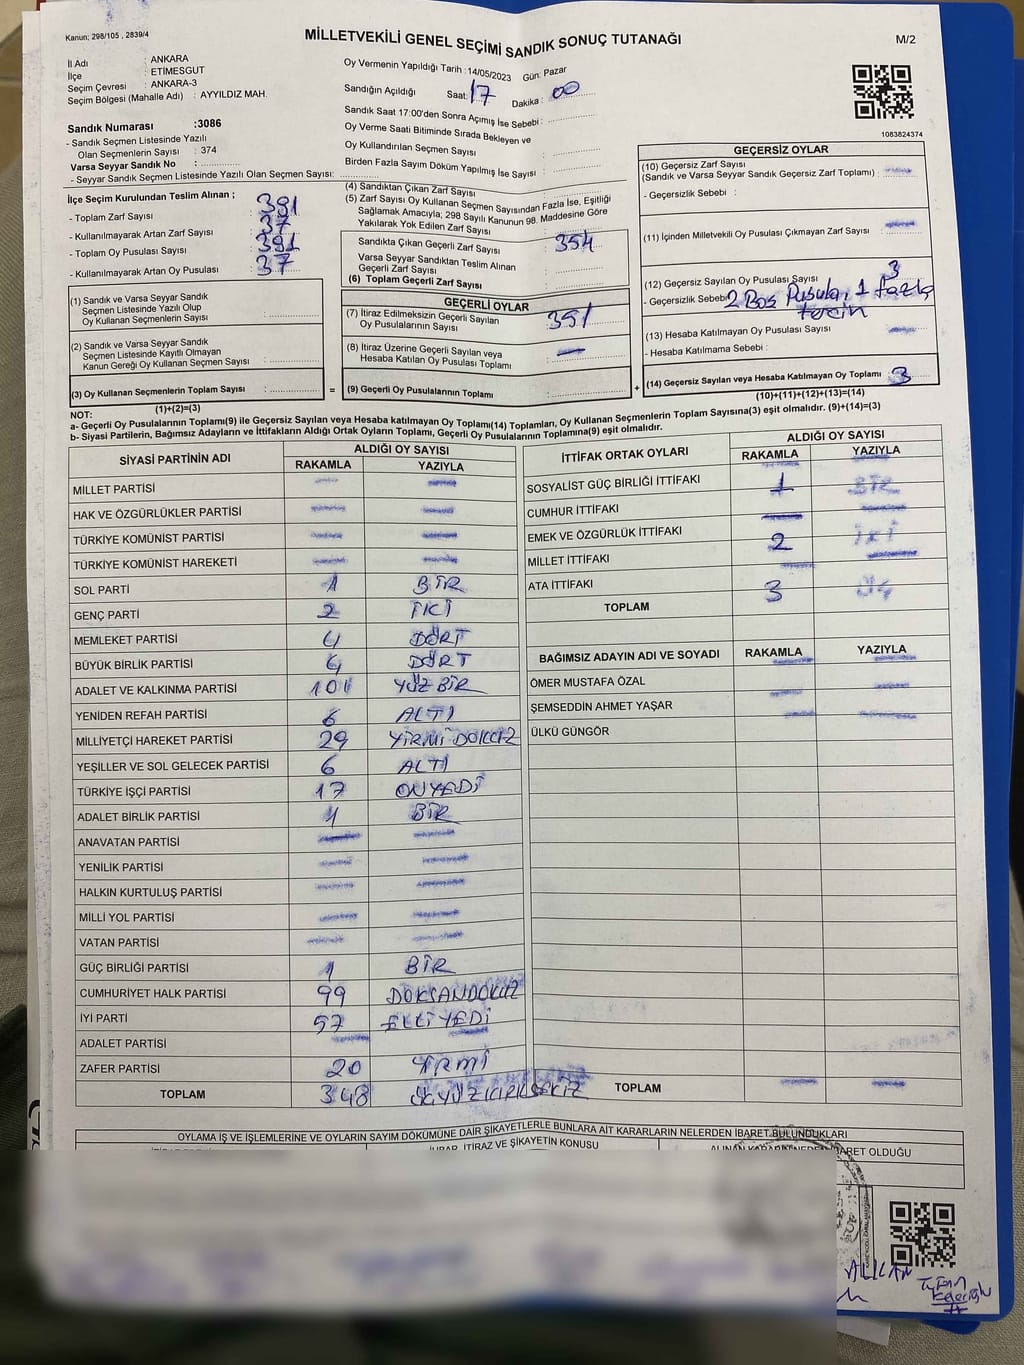 Kanun: 298/105 , 2839/4
MİLLETVEKİLİ GENEL SEÇİMİ SANDIK SONUÇ TUTANAĞI
M/2
İl Adı : ANKARA
İlçe : ETİMESGUT
Seçim Çevresi : ANKARA-3
Seçim Bölgesi (Mahalle Adı) : AYYILDIZ MAH.
Sandık Numarası :3086
- Sandık Seçmen Listesinde Yazılı
Olan Seçmenlerin Sayısı : 374
Varsa Seyyar Sandık No :
- Seyyar Sandık Seçmen Listesinde Yazılı Olan Seçmen Sayısı:
Oy Vermenin Yapıldığı Tarih :14/05/2023 Gün: Pazar
Sandığın Açıldığı Saat: 17 Dakika : 00
Sandık Saat 17:00'den Sonra Açımış İse Sebebi :
Oy Verme Saati Bitiminde Sırada Bekleyen ve
Oy Kullandırılan Seçmen Sayısı :
Birden Fazla Sayım Döküm Yapılmış İse Sayısı :
1083824374
İlçe Seçim Kurulundan Teslim Alınan ;
- Toplam Zarf Sayısı : 391
- Kullanılmayarak Artan Zarf Sayısı : 37
- Toplam Oy Pusulası Sayısı : 391
- Kullanılmayarak Artan Oy Pusulası : 37
(4) Sandıktan Çıkan Zarf Sayısı
(5) Zarf Sayısı Oy Kullanan Seçmen Sayısından Fazla İse, Eşitliği
Sağlamak Amacıyla; 298 Sayılı Kanunun 98. Maddesine Göre
Yakılarak Yok Edilen Zarf Sayısı
Sandıkta Çıkan Geçerli Zarf Sayısı : 354
Varsa Seyyar Sandıktan Teslim Alınan
Geçerli Zarf Sayısı
(6) Toplam Geçerli Zarf Sayısı :
GEÇERSİZ OYLAR
(10) Geçersiz Zarf Sayısı
(Sandık ve Varsa Seyyar Sandık Geçersiz Zarf Toplamı) :
- Geçersizlik Sebebi :
(11) İçinden Milletvekili Oy Pusulası Çıkmayan Zarf Sayısı
(12) Geçersiz Sayılan Oy Pusulası Sayısı 3
- Geçersizlik Sebebi 2 Boş Pusula, 1 fazla
tercih
(13) Hesaba Katılmayan Oy Pusulası Sayısı
- Hesaba Katılmama Sebebi :
(14) Geçersiz Sayılan veya Hesaba Katılmayan Oy Toplamı : 3
(10)+(11)+(12)+(13)=(14)
(1) Sandık ve Varsa Seyyar Sandık
Seçmen Listesinde Yazılı Olup
Oy Kullanan Seçmenlerin Sayısı
(2) Sandık ve Varsa Seyyar Sandık
Seçmen Listesinde Kayıtlı Olmayan
Kanun Gereği Oy Kullanan Seçmen Sayısı
(3) Oy Kullanan Seçmenlerin Toplam Sayısı :
(1)+(2)=(3)
=
GEÇERLİ OYLAR
(7) İtiraz Edilmeksizin Geçerli Sayılan
Oy Pusulalarının Sayısı : 351
(8) İtiraz Üzerine Geçerli Sayılan veya
Hesaba Katılan Oy Pusulası Toplamı :
(9) Geçerli Oy Pusulalarının Toplamı :
+
NOT:
a- Geçerli Oy Pusulalarının Toplamı(9) ile Geçersiz Sayılan veya Hesaba katılmayan Oy Toplamı(14) Toplamları, Oy Kullanan Seçmenlerin Toplam Sayısına(3) eşit olmalıdır. (9)+(14)=(3)
b- Siyasi Partilerin, Bağımsız Adayların ve İttifakların Aldığı Ortak Oyların Toplamı, Geçerli Oy Pusulalarının Toplamına(9) eşit olmalıdır.
SİYASİ PARTİNİN ADI ALDIĞI OY SAYISI
RAKAMLA YAZIYLA
MİLLET PARTİSİ
HAK VE ÖZGÜRLÜKLER PARTİSİ
TÜRKİYE KOMÜNİST PARTİSİ
TÜRKİYE KOMÜNİST HAREKETİ
SOL PARTİ 1 BİR
GENÇ PARTİ 2 İKİ
MEMLEKET PARTİSİ 4 DÖRT
BÜYÜK BİRLİK PARTİSİ 4 DÖRT
ADALET VE KALKINMA PARTİSİ 101 YÜZ BİR
YENİDEN REFAH PARTİSİ 6 ALTI
MİLLİYETÇİ HAREKET PARTİSİ 29 YİRMİ DOKUZ
YEŞİLLER VE SOL GELECEK PARTİSİ 6 ALTI
TÜRKİYE İŞÇİ PARTİSİ 17 ONYEDİ
ADALET BİRLİK PARTİSİ 1 BİR
ANAVATAN PARTİSİ
YENİLİK PARTİSİ
HALKIN KURTULUŞ PARTİSİ
MİLLİ YOL PARTİSİ
VATAN PARTİSİ
GÜÇ BİRLİĞİ PARTİSİ 1 BİR
CUMHURİYET HALK PARTİSİ 99 DOKSANDOKUZ
İYİ PARTİ 57 ELLİ YEDİ
ADALET PARTİSİ
ZAFER PARTİSİ 20 YİRMİ
TOPLAM 348 ÜÇYÜZKIRKSEKİZ
İTTİFAK ORTAK OYLARI ALDIĞI OY SAYISI
RAKAMLA YAZIYLA
SOSYALİST GÜÇ BİRLİĞİ İTTİFAKI
CUMHUR İTTİFAKI 1 BİR
EMEK VE ÖZGÜRLÜK İTTİFAKI
MİLLET İTTİFAKI 2 İKİ
ATA İTTİFAKI
TOPLAM 3 ÜÇ
BAĞIMSIZ ADAYIN ADI VE SOYADI RAKAMLA YAZIYLA
ÖMER MUSTAFA ÖZAL
ŞEMSEDDİN AHMET YAŞAR
ÜLKÜ GÜNGÖR
TOPLAM
OYLAMA İŞ VE İŞLEMLERİNE VE OYLARIN SAYIM DÖKÜMÜNE DAİR ŞİKAYETLERLE BUNLARA AİT KARARLARIN NELERDEN İBARET BULUNDUKLARI
İTİRAZ VE ŞİKAYETİN KONUSU